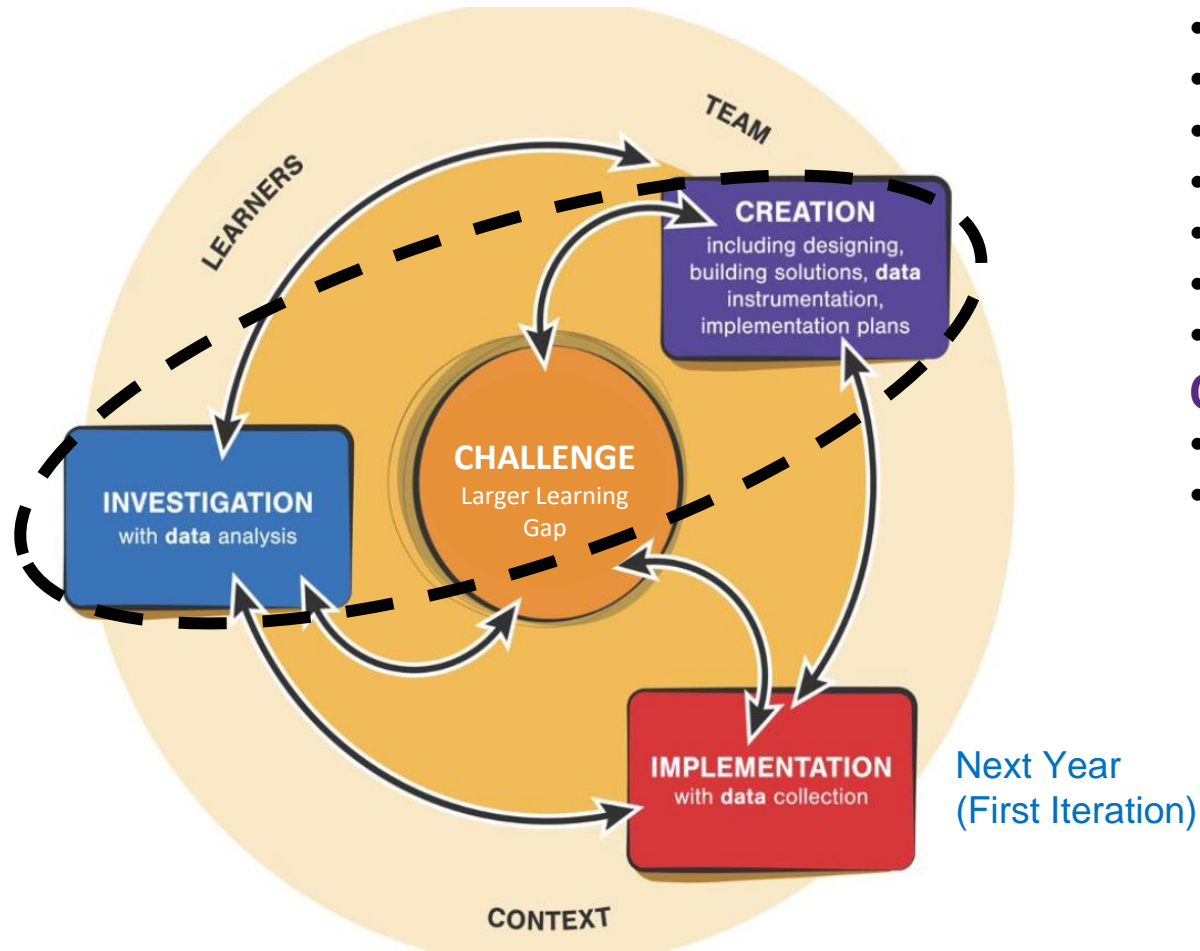 TEAM
LEARNERS
CREATION
including designing,
building solutions, data
instrumentation,
implementation plans
CHALLENGE
Larger Learning
Gap
INVESTIGATION
with data analysis
IMPLEMENTATION
with data collection
Next Year
(First Iteration)
CONTEXT